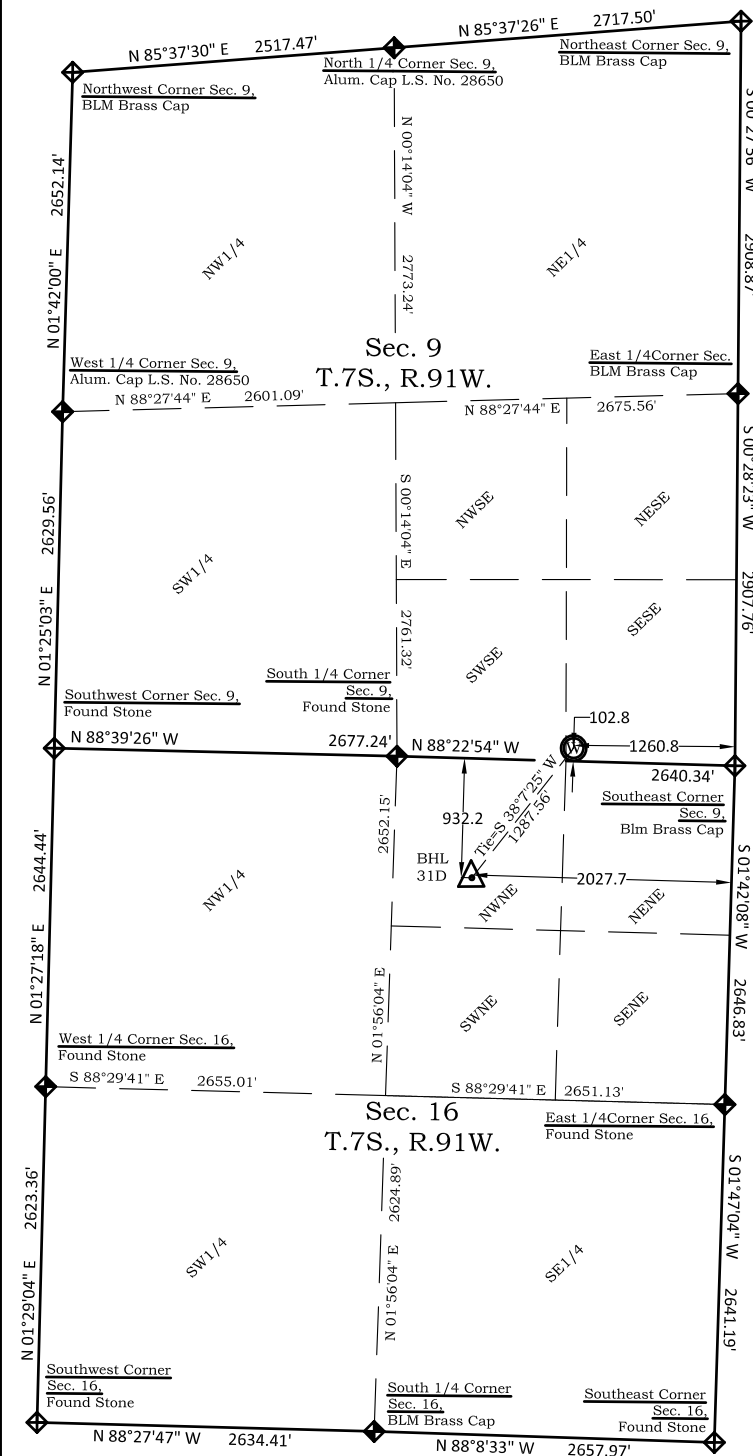 N 85°37'30" E 2517.47'
N 85°37'26" E 2717.50'
Northwest Corner Sec. 9,
BLM Brass Cap
North 1/4 Corner Sec. 9,
Alum. Cap L.S. No. 28650
Northeast Corner Sec. 9,
BLM Brass Cap
N 01°42'00" E 2652.14'
N 00°14'04" W 2773.24'
NW1/4
NE1/4
Sec. 9
T.7S., R.91W.
West 1/4 Corner Sec. 9,
Alum. Cap L.S. No. 28650
East 1/4Corner Sec.
BLM Brass Cap
N 88°27'44" E 2601.09'
N 88°27'44" E 2675.56'
N 01°25'03" E 2629.56'
S 00°14'04" E 2761.32'
S 00°28'23" W 2907.76'
NWSE
NESE
SW1/4
SWSE
SESE
Southwest Corner Sec. 9,
Found Stone
South 1/4 Corner
Sec. 9,
Found Stone
N 88°39'26" W 2677.24'
N 88°22'54" W 2640.34'
102.8
W
1260.8
Southeast Corner
Sec. 9,
Blm Brass Cap
Tie=S 38°7'25" W
1287.56'
932.2
BHL
31D
2027.7
N 01°27'18" E 2644.44'
NW1/4
N 01°56'04" E 2652.15'
NWNE
NENE
S 01°42'08" W 2646.83'
SWNE
SENE
West 1/4 Corner Sec. 16,
Found Stone
S 88°29'41" E 2655.01'
S 88°29'41" E 2651.13'
Sec. 16
T.7S., R.91W.
East 1/4Corner Sec. 16,
Found Stone
N 01°29'04" E 2623.36'
N 01°56'04" E 2624.89'
S 01°47'04" W 2641.19'
SW1/4
SE1/4
Southwest Corner
Sec. 16,
Found Stone
South 1/4 Corner
Sec. 16,
BLM Brass Cap
Southeast Corner
Sec. 16,
Found Stone
N 88°27'47" W 2634.41'
N 88°8'33" W 2657.97'